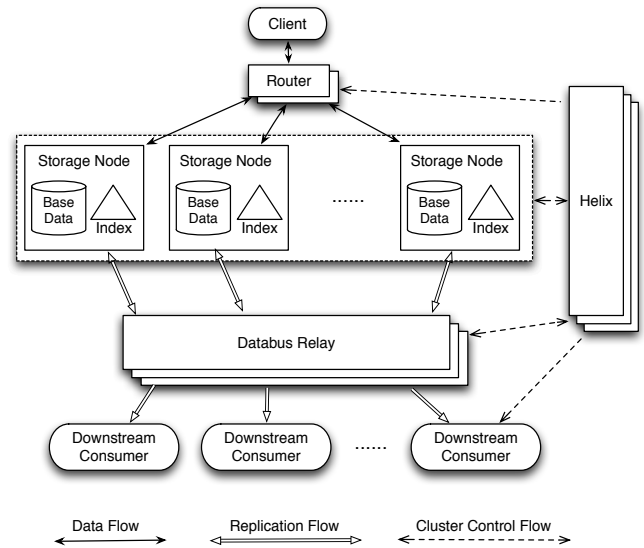 Client
Router
Storage Node
Base
Data
Index
Storage Node
Base
Data
Index
......
Storage Node
Base
Data
Index
Helix
Databus Relay
Downstream
Consumer
Downstream
Consumer
......
Downstream
Consumer
Data Flow
Replication Flow
Cluster Control Flow